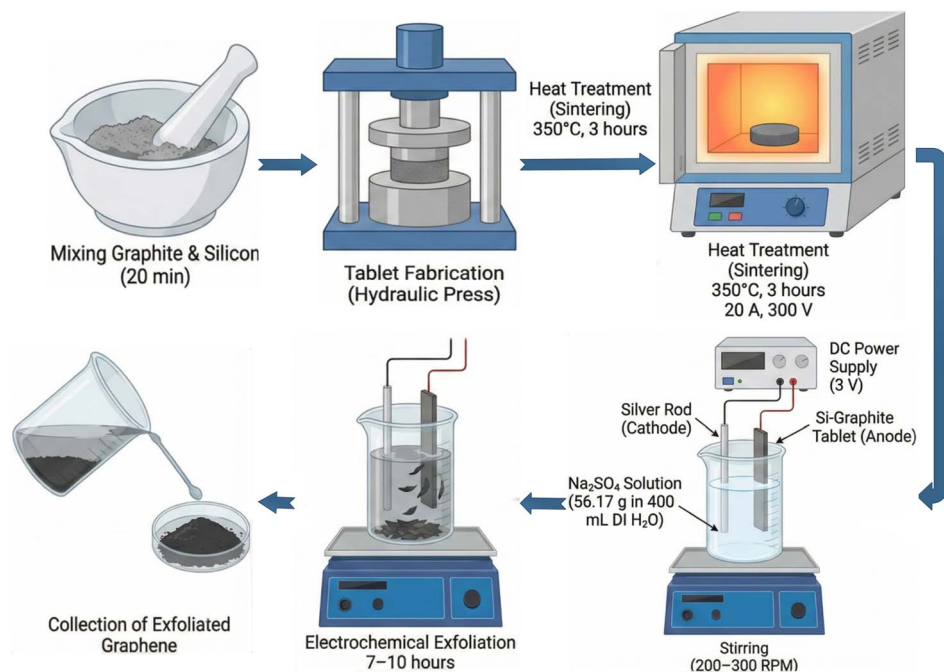 Mixing Graphite & Silicon
(20 min)
Tablet Fabrication
(Hydraulic Press)
Heat Treatment
(Sintering)
350°C, 3 hours
Heat Treatment
(Sintering)
350°C, 3 hours
20 A, 300 V
DC Power
Supply
(3 V)
Silver Rod
(Cathode)
Si-Graphite
Tablet (Anode)
Na₂SO₄ Solution
(56.17 g in 400
mL DI H₂O)
Stirring
(200–300 RPM)
Electrochemical Exfoliation
7–10 hours
Collection of Exfoliated
Graphene